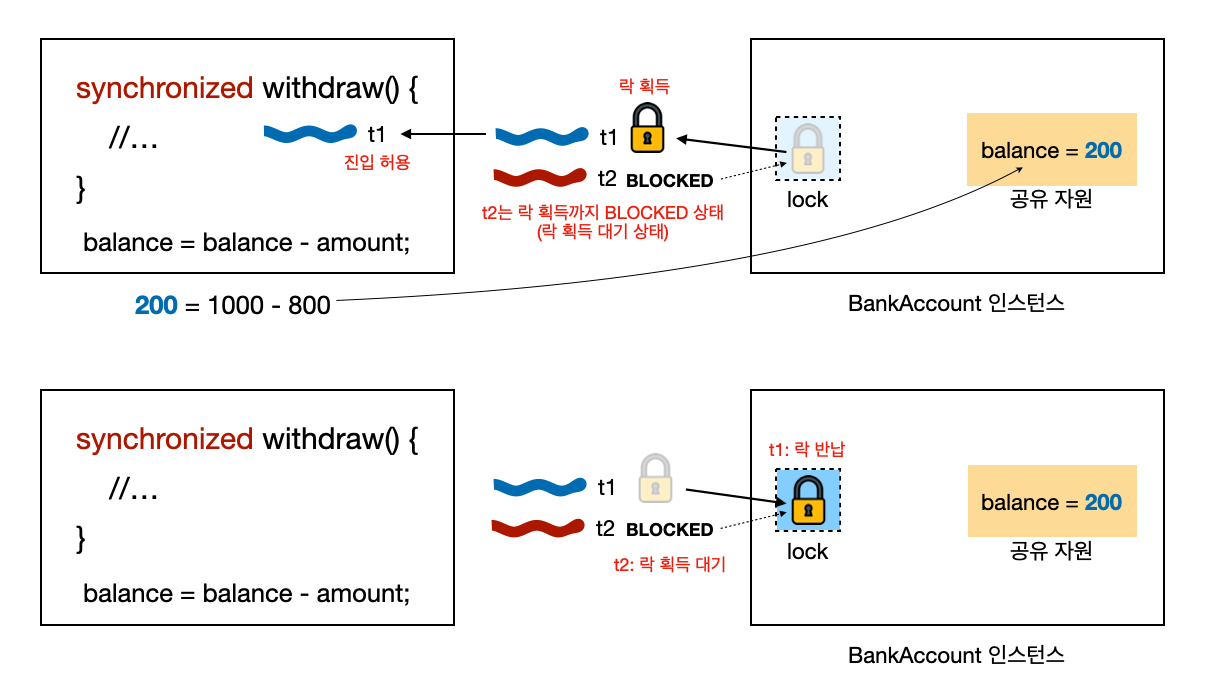 synchronized withdraw() {
//...
t1
진입 허용
}
balance = balance - amount;
200 = 1000 - 800
락 획득
t1
t2 BLOCKED
t2는 락 획득까지 BLOCKED 상태
(락 획득 대기 상태)
lock
balance = 200
공유 자원
BankAccount 인스턴스
synchronized withdraw() {
//...
}
balance = balance - amount;
t1
t2 BLOCKED
t2: 락 획득 대기
t1: 락 반납
lock
balance = 200
공유 자원
BankAccount 인스턴스